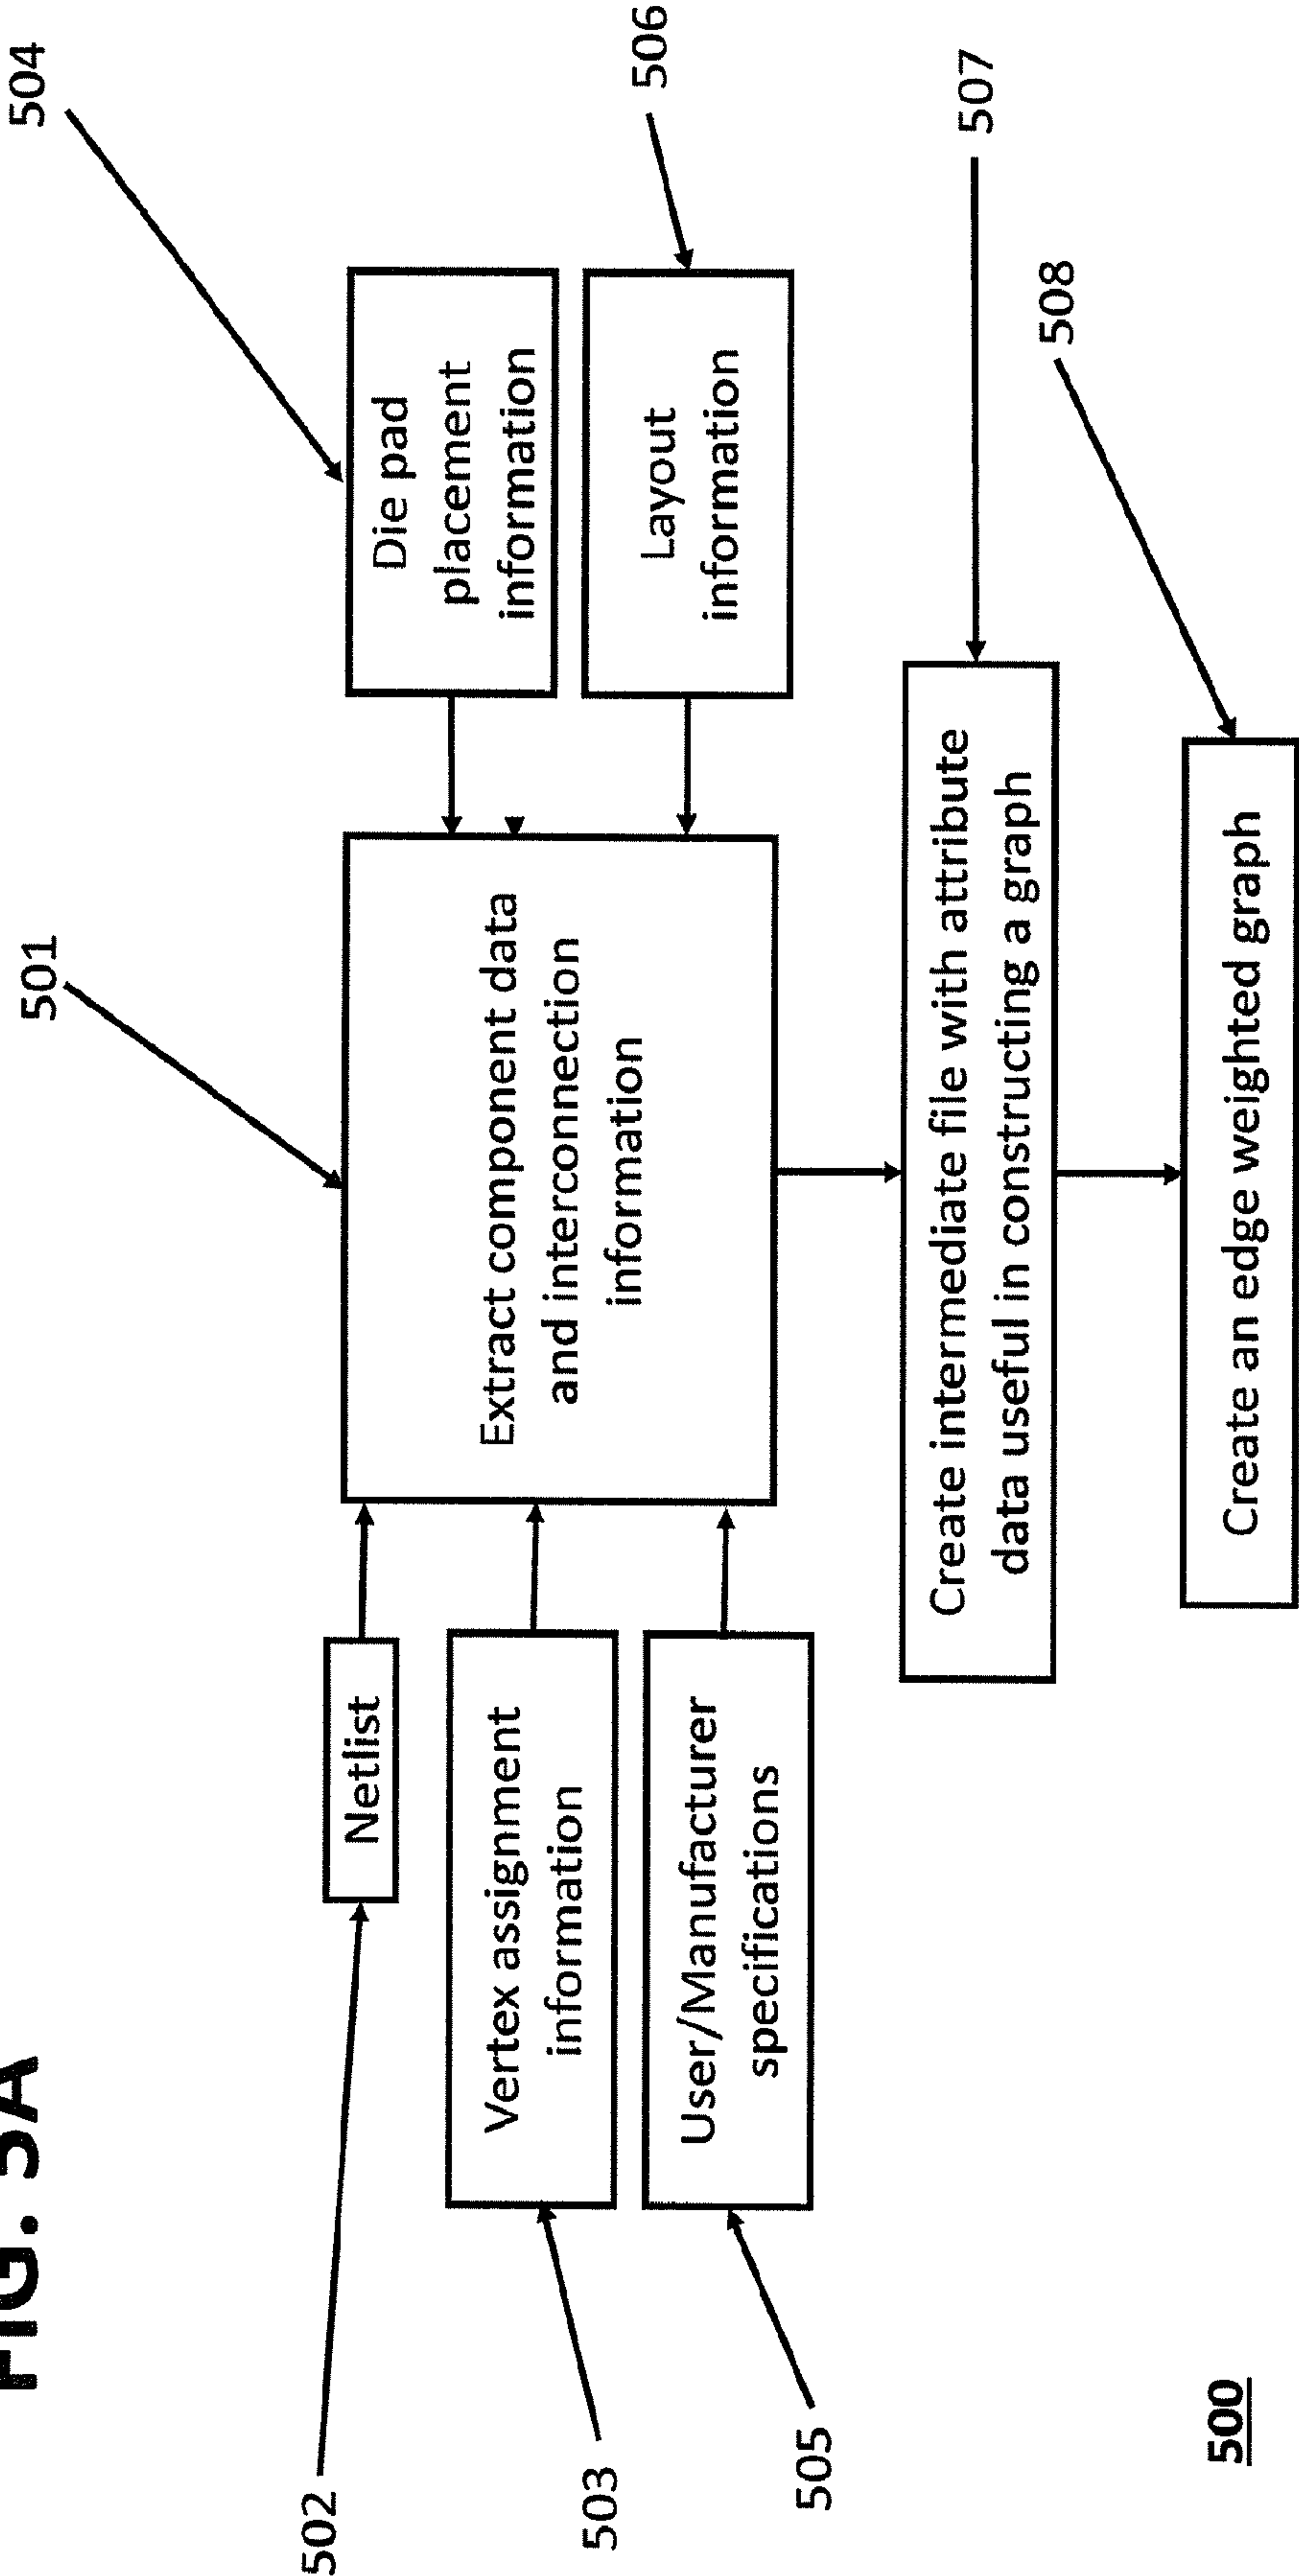 FIG. 5A
501
504
502
Netlist
Extract component data
and interconnection
information
Die pad
placement
information
506
503
Vertex assignment
information
Layout
information
505
User/Manufacturer
specifications
507
Create intermediate file with attribute
data useful in constructing a graph
508
Create an edge weighted graph
500